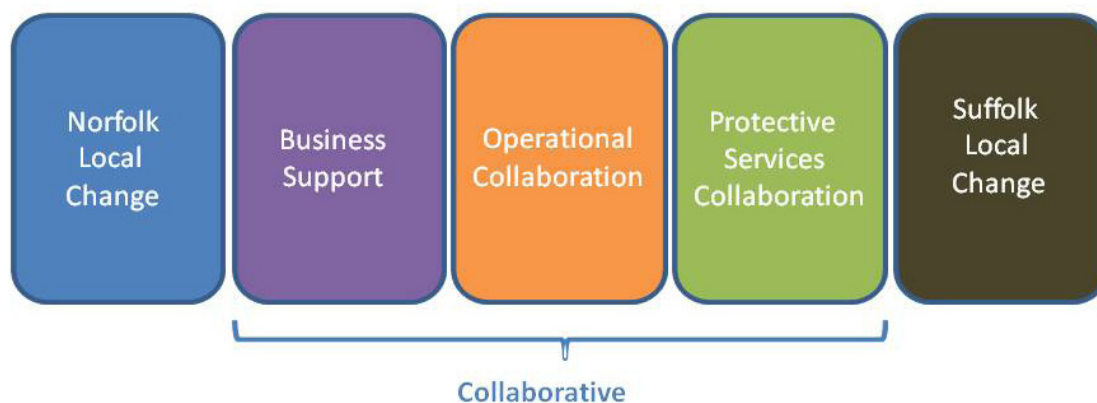 Norfolk
Local
Change
Business
Support
Operational
Collaboration
Protective
Services
Collaboration
Suffolk
Local
Change
Collaborative